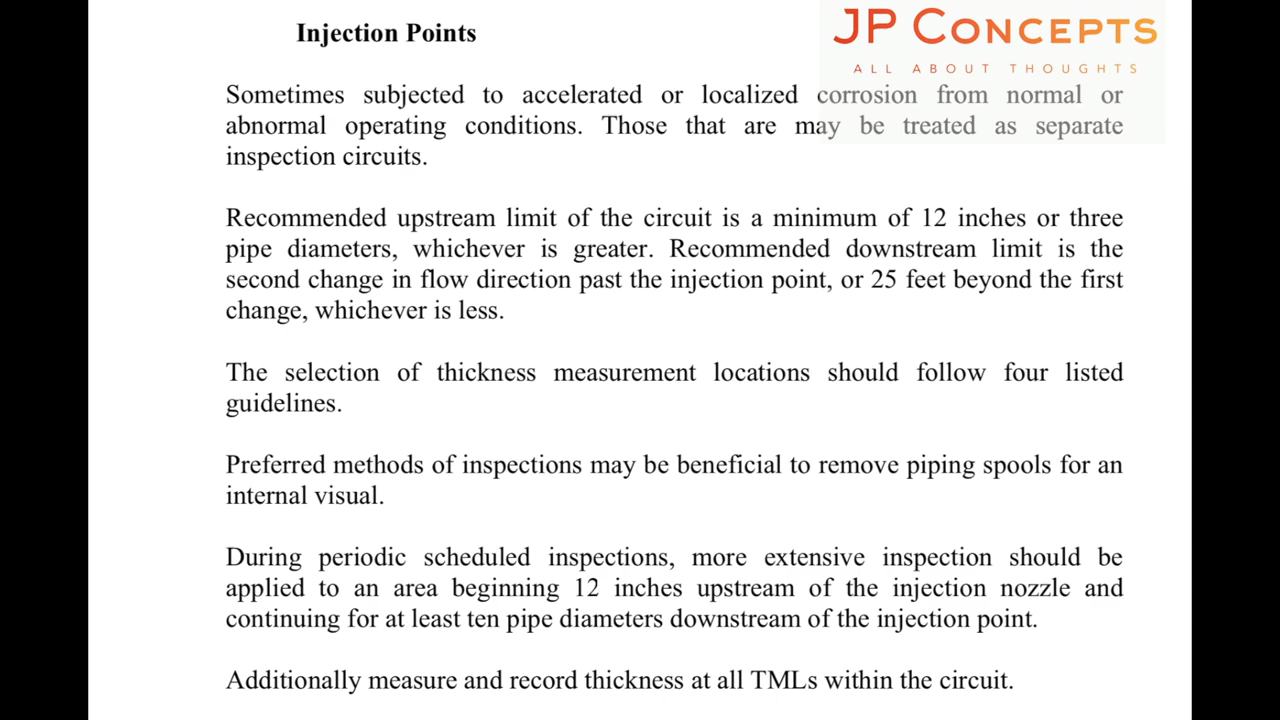 Injection Points
JP CONCEPTS
ALL ABOUT THOUGHTS
Sometimes subjected to accelerated or localized corrosion from normal or
abnormal operating conditions. Those that are may be treated as separate
inspection circuits.
Recommended upstream limit of the circuit is a minimum of 12 inches or three
pipe diameters, whichever is greater. Recommended downstream limit is the
second change in flow direction past the injection point, or 25 feet beyond the first
change, whichever is less.
The selection of thickness measurement locations should follow four listed
guidelines.
Preferred methods of inspections may be beneficial to remove piping spools for an
internal visual.
During periodic scheduled inspections, more extensive inspection should be
applied to an area beginning 12 inches upstream of the injection nozzle and
continuing for at least ten pipe diameters downstream of the injection point.
Additionally measure and record thickness at all TMLs within the circuit.